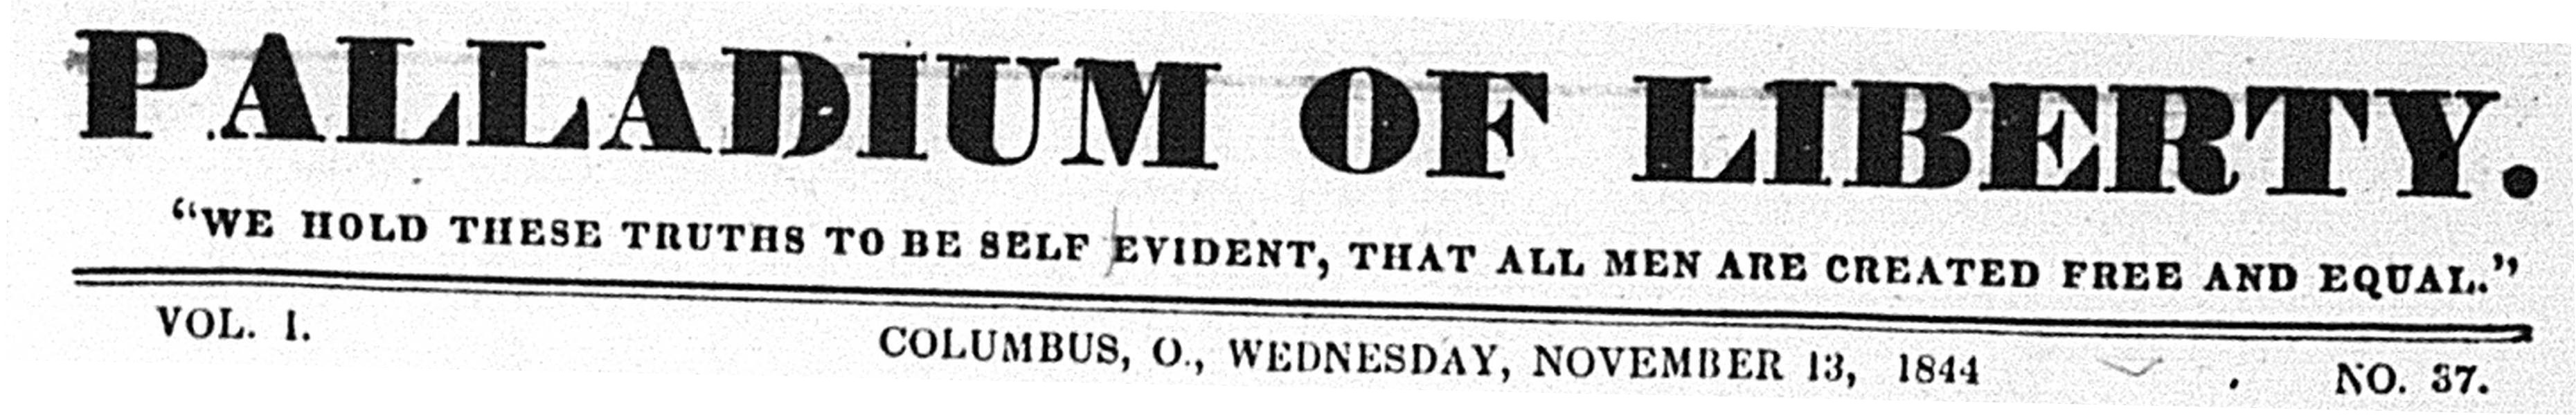 PALLADIUM OF LIBERTY.
“WE HOLD THESE TRUTHS TO BE SELF EVIDENT, THAT ALL MEN ARE CREATED FREE AND EQUAL.”
VOL. I. COLUMBUS, O., WEDNESDAY, NOVEMBER 13, 1844 NO. 37.